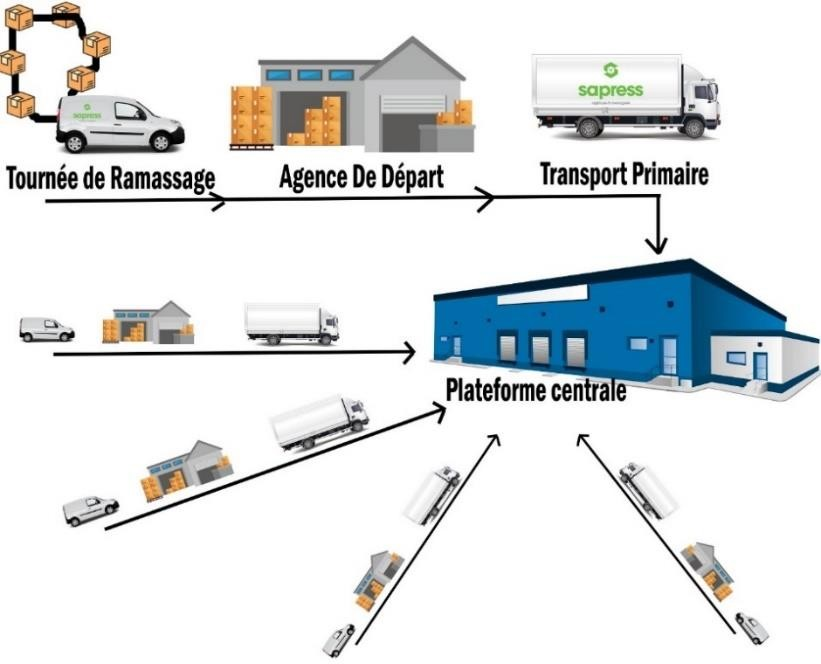 sapress
sapress
Tournée de Ramassage
Agence De Départ
Transport Primaire
Plateforme centrale